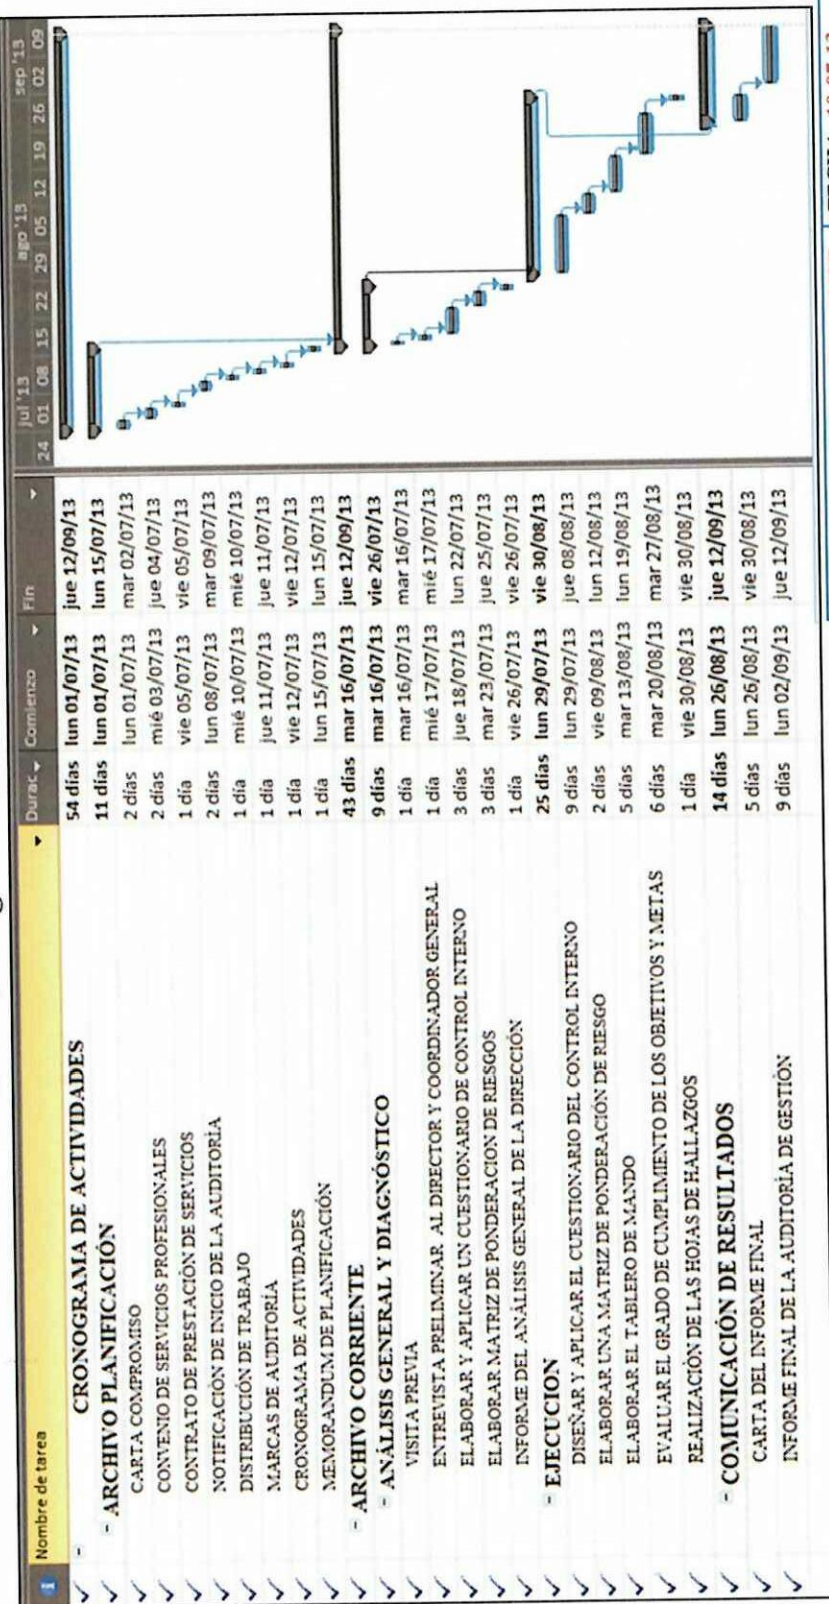 Nombre de tarea Durac Comienzo Fin jul '13 ago '13 sep '13
24 01 08 15 22 29 05 12 19 26 02 09
- CRONOGRAMA DE ACTIVIDADES 54 días lun 01/07/13 jue 12/09/13
- ARCHIVO PLANIFICACIÓN 11 días lun 01/07/13 lun 15/07/13
CARTA COMPROMISO 2 días lun 01/07/13 mar 02/07/13
CONVENIO DE SERVICIOS PROFESIONALES 2 días mié 03/07/13 jue 04/07/13
CONTRATO DE PRESTACIÓN DE SERVICIOS 1 día vie 05/07/13 vie 05/07/13
NOTIFICACIÓN DE INICIO DE LA AUDITORÍA 2 días lun 08/07/13 mar 09/07/13
DISTRIBUCIÓN DE TRABAJO 1 día mié 10/07/13 mié 10/07/13
MARCAS DE AUDITORÍA 1 día jue 11/07/13 jue 11/07/13
CRONOGRAMA DE ACTIVIDADES 1 día vie 12/07/13 vie 12/07/13
MEMORANDUM DE PLANIFICACIÓN 1 día lun 15/07/13 lun 15/07/13
- ARCHIVO CORRIENTE 43 días mar 16/07/13 jue 12/09/13
- ANÁLISIS GENERAL Y DIAGNÓSTICO 9 días mar 16/07/13 vie 26/07/13
VISITA PREVIA 1 día mar 16/07/13 mar 16/07/13
ENTREVISTA PRELIMINAR AL DIRECTOR Y COORDINADOR GENERAL 1 día mié 17/07/13 mié 17/07/13
ELABORAR Y APLICAR UN CUESTIONARIO DE CONTROL INTERNO 3 días jue 18/07/13 lun 22/07/13
ELABORAR MATRIZ DE PONDERACION DE RIESGOS 3 días mar 23/07/13 jue 25/07/13
INFORME DEL ANÁLISIS GENERAL DE LA DIRECCIÓN 1 día vie 26/07/13 vie 26/07/13
- EJECUCION 25 días lun 29/07/13 vie 30/08/13
DISEÑAR Y APLICAR EL CUESTIONARIO DEL CONTROL INTERNO 9 días lun 29/07/13 jue 08/08/13
ELABORAR UNA MATRIZ DE PONDERACIÓN DE RIESGO 2 días vie 09/08/13 lun 12/08/13
ELABORAR EL TABLERO DE MANDO 5 días mar 13/08/13 lun 19/08/13
EVALUAR EL GRADO DE CUMPLIMIENTO DE LOS OBJETIVOS Y METAS 6 días mar 20/08/13 mar 27/08/13
REALIZACIÓN DE LAS HOJAS DE HALLAZGOS 1 día vie 30/08/13 vie 30/08/13
- COMUNICACIÓN DE RESULTADOS 14 días lun 26/08/13 jue 12/09/13
CARTA DEL INFORME FINAL 5 días lun 26/08/13 vie 30/08/13
INFORME FINAL DE LA AUDITORÍA DE GESTIÓN 9 días lun 02/09/13 jue 12/09/13